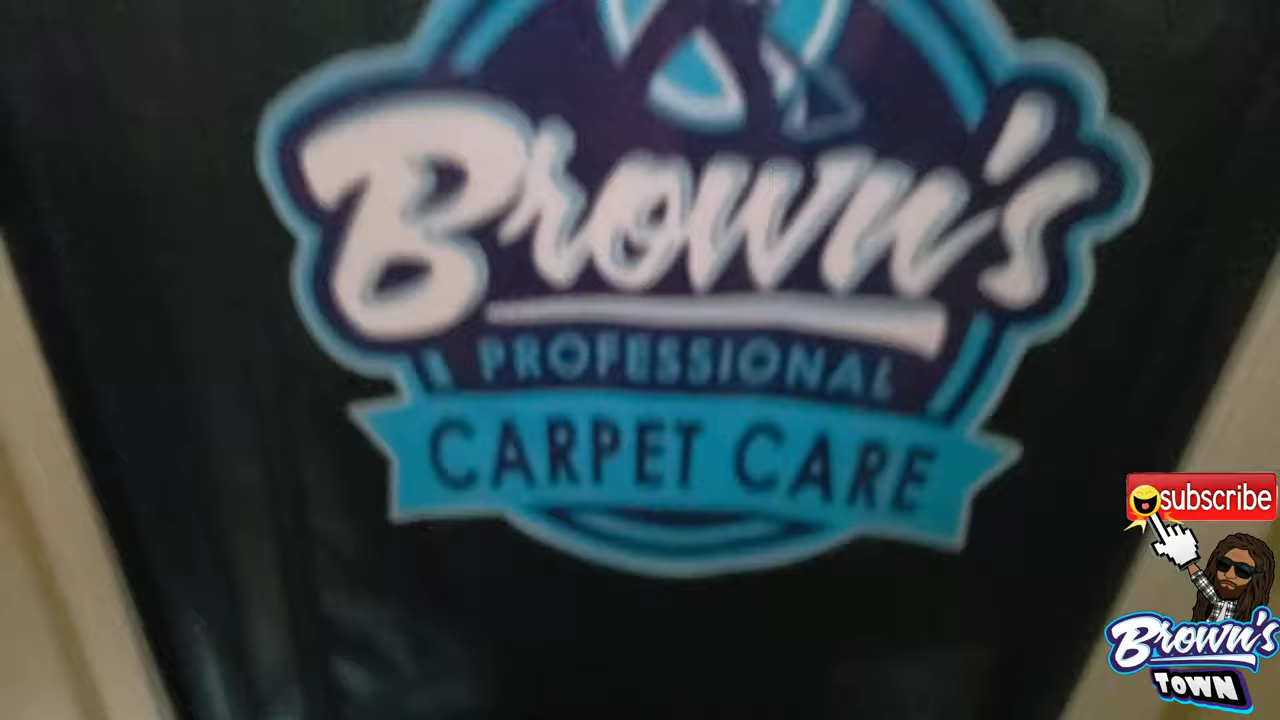 Brown's
PROFESSIONAL
CARPET CARE
subscribe
Brown's
TOWN